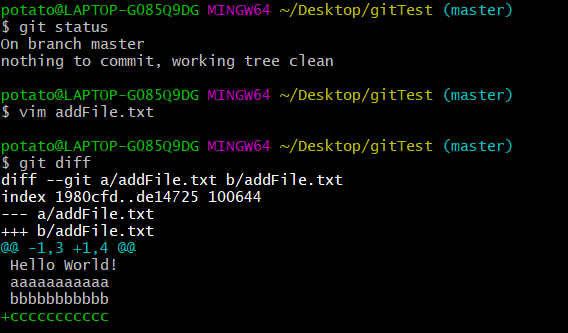 potato@LAPTOP-GO85Q9DG MINGW64 ~/Desktop/gitTest (master)
$ git status
On branch master
nothing to commit, working tree clean
potato@LAPTOP-GO85Q9DG MINGW64 ~/Desktop/gitTest (master)
$ vim addFile.txt
potato@LAPTOP-GO85Q9DG MINGW64 ~/Desktop/gitTest (master)
$ git diff
diff --git a/addFile.txt b/addFile.txt
index 1980cfd..de14725 100644
--- a/addFile.txt
+++ b/addFile.txt
@@ -1,3 +1,4 @@
 Hello World!
 aaaaaaaaaaa
 bbbbbbbbbbb
+ccccccccccc